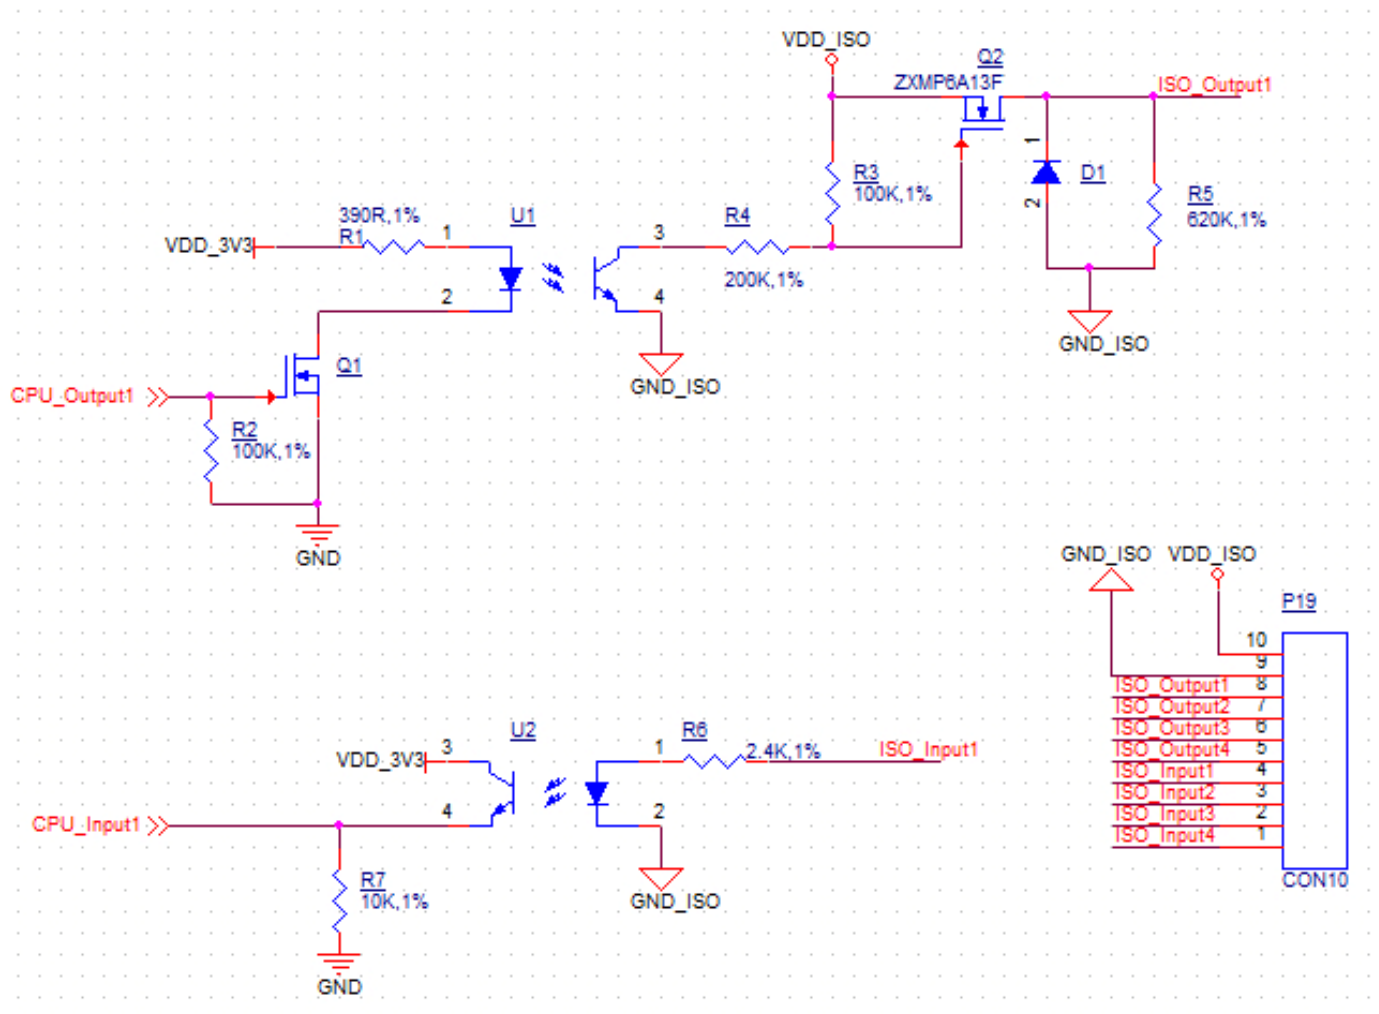 VDD_ISO
Q2
ZXMP6A13F
ISO_Output1
1
D1
2
R3
100K,1%
R5
620K,1%
390R,1%
R1
VDD_3V3
1
U1
3
R4
200K,1%
2
4
GND_ISO
GND_ISO
Q1
CPU_Output1
R2
100K,1%
GND
GND_ISO
VDD_ISO
P19
10
9
ISO_Output1 8
ISO_Output2 7
ISO_Output3 6
ISO_Output4 5
ISO_Input1 4
ISO_Input2 3
ISO_Input3 2
ISO_Input4 1
CON10
U2
VDD_3V3
3
1
R6
2.4K,1%
ISO_Input1
CPU_Input1
4
2
GND_ISO
R7
10K,1%
GND